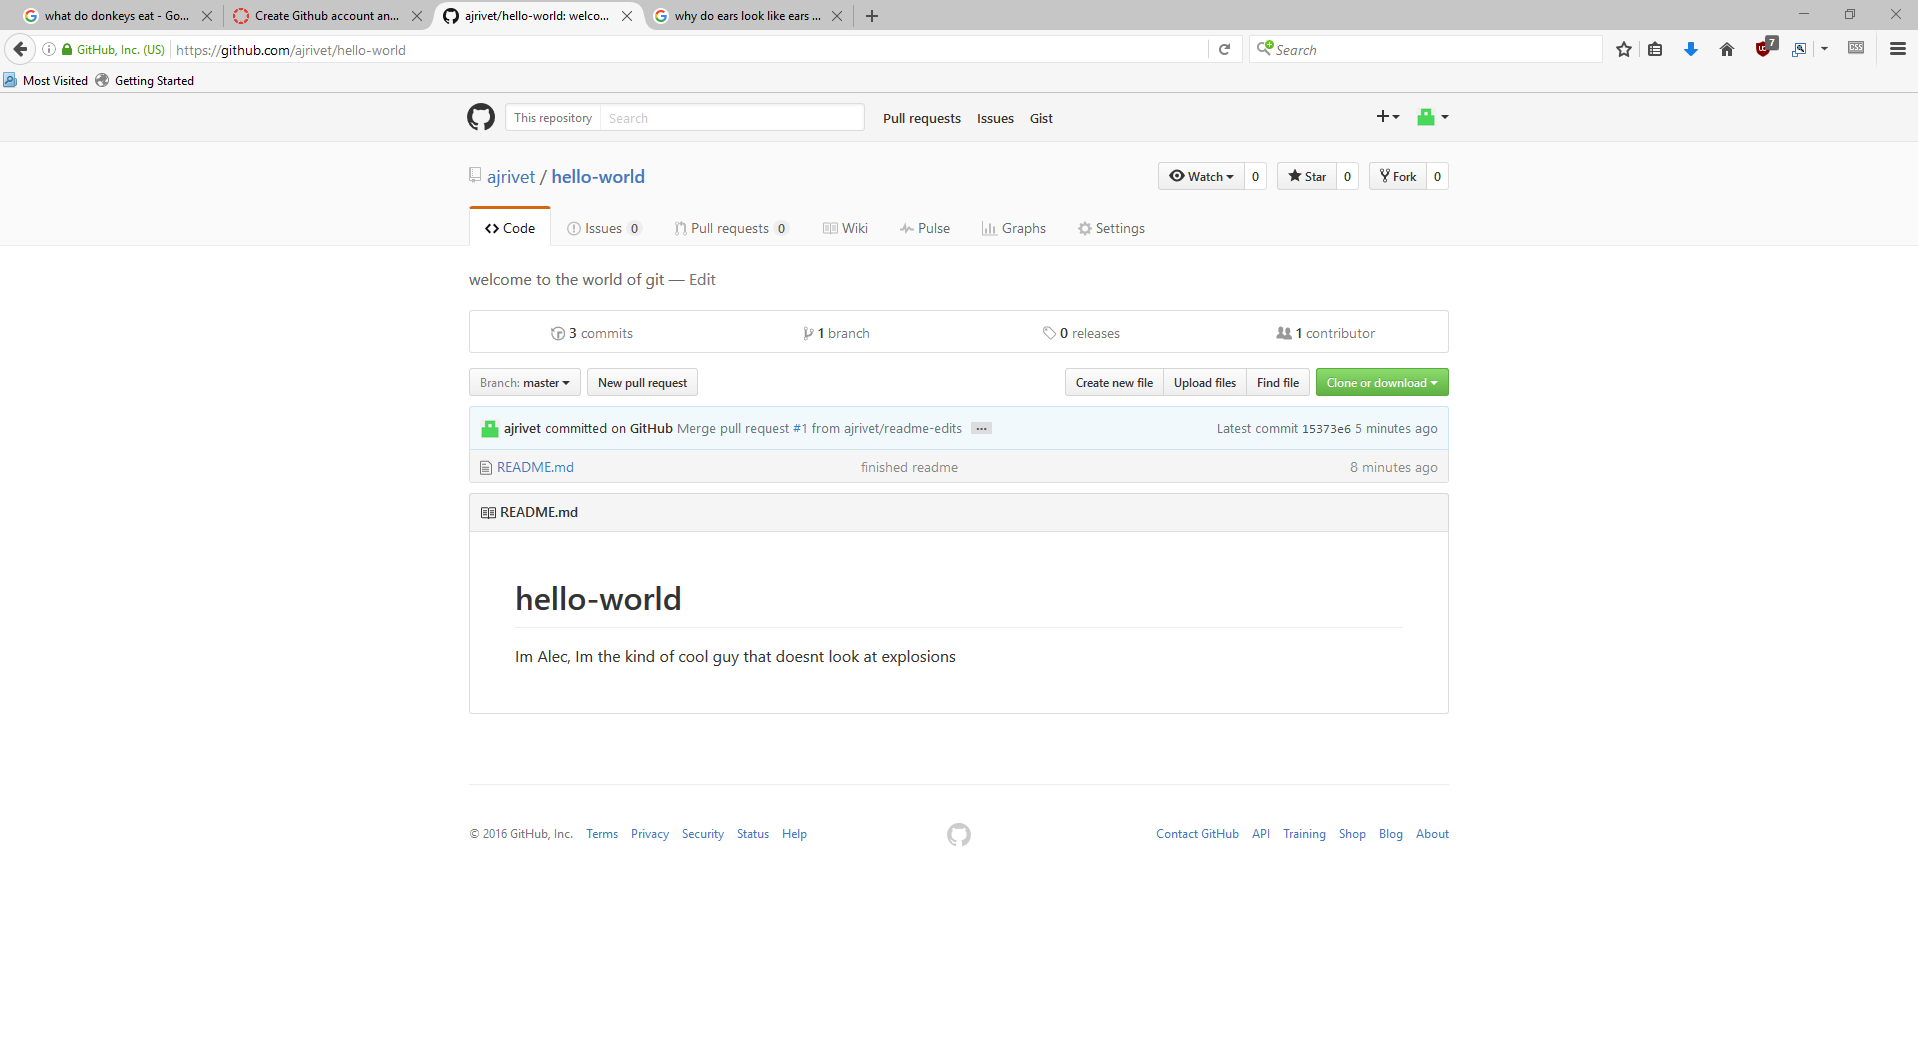 what do donkeys eat - Go...
Create Github account an...
ajrivet/hello-world: welco...
why do ears look like ears ...
GitHub, Inc. (US)
https://github.com/ajrivet/hello-world
Search
7
CSS
Most Visited
Getting Started
This repository
Search
Pull requests
Issues
Gist
ajrivet / hello-world
Watch 0
Star 0
Fork 0
Code
Issues 0
Pull requests 0
Wiki
Pulse
Graphs
Settings
welcome to the world of git — Edit
3 commits
1 branch
0 releases
1 contributor
Branch: master
New pull request
Create new file
Upload files
Find file
Clone or download
ajrivet committed on GitHub Merge pull request #1 from ajrivet/readme-edits ...
Latest commit 15373e6 5 minutes ago
README.md
finished readme
8 minutes ago
README.md
hello-world
Im Alec, Im the kind of cool guy that doesnt look at explosions
© 2016 GitHub, Inc.
Terms
Privacy
Security
Status
Help
Contact GitHub
API
Training
Shop
Blog
About